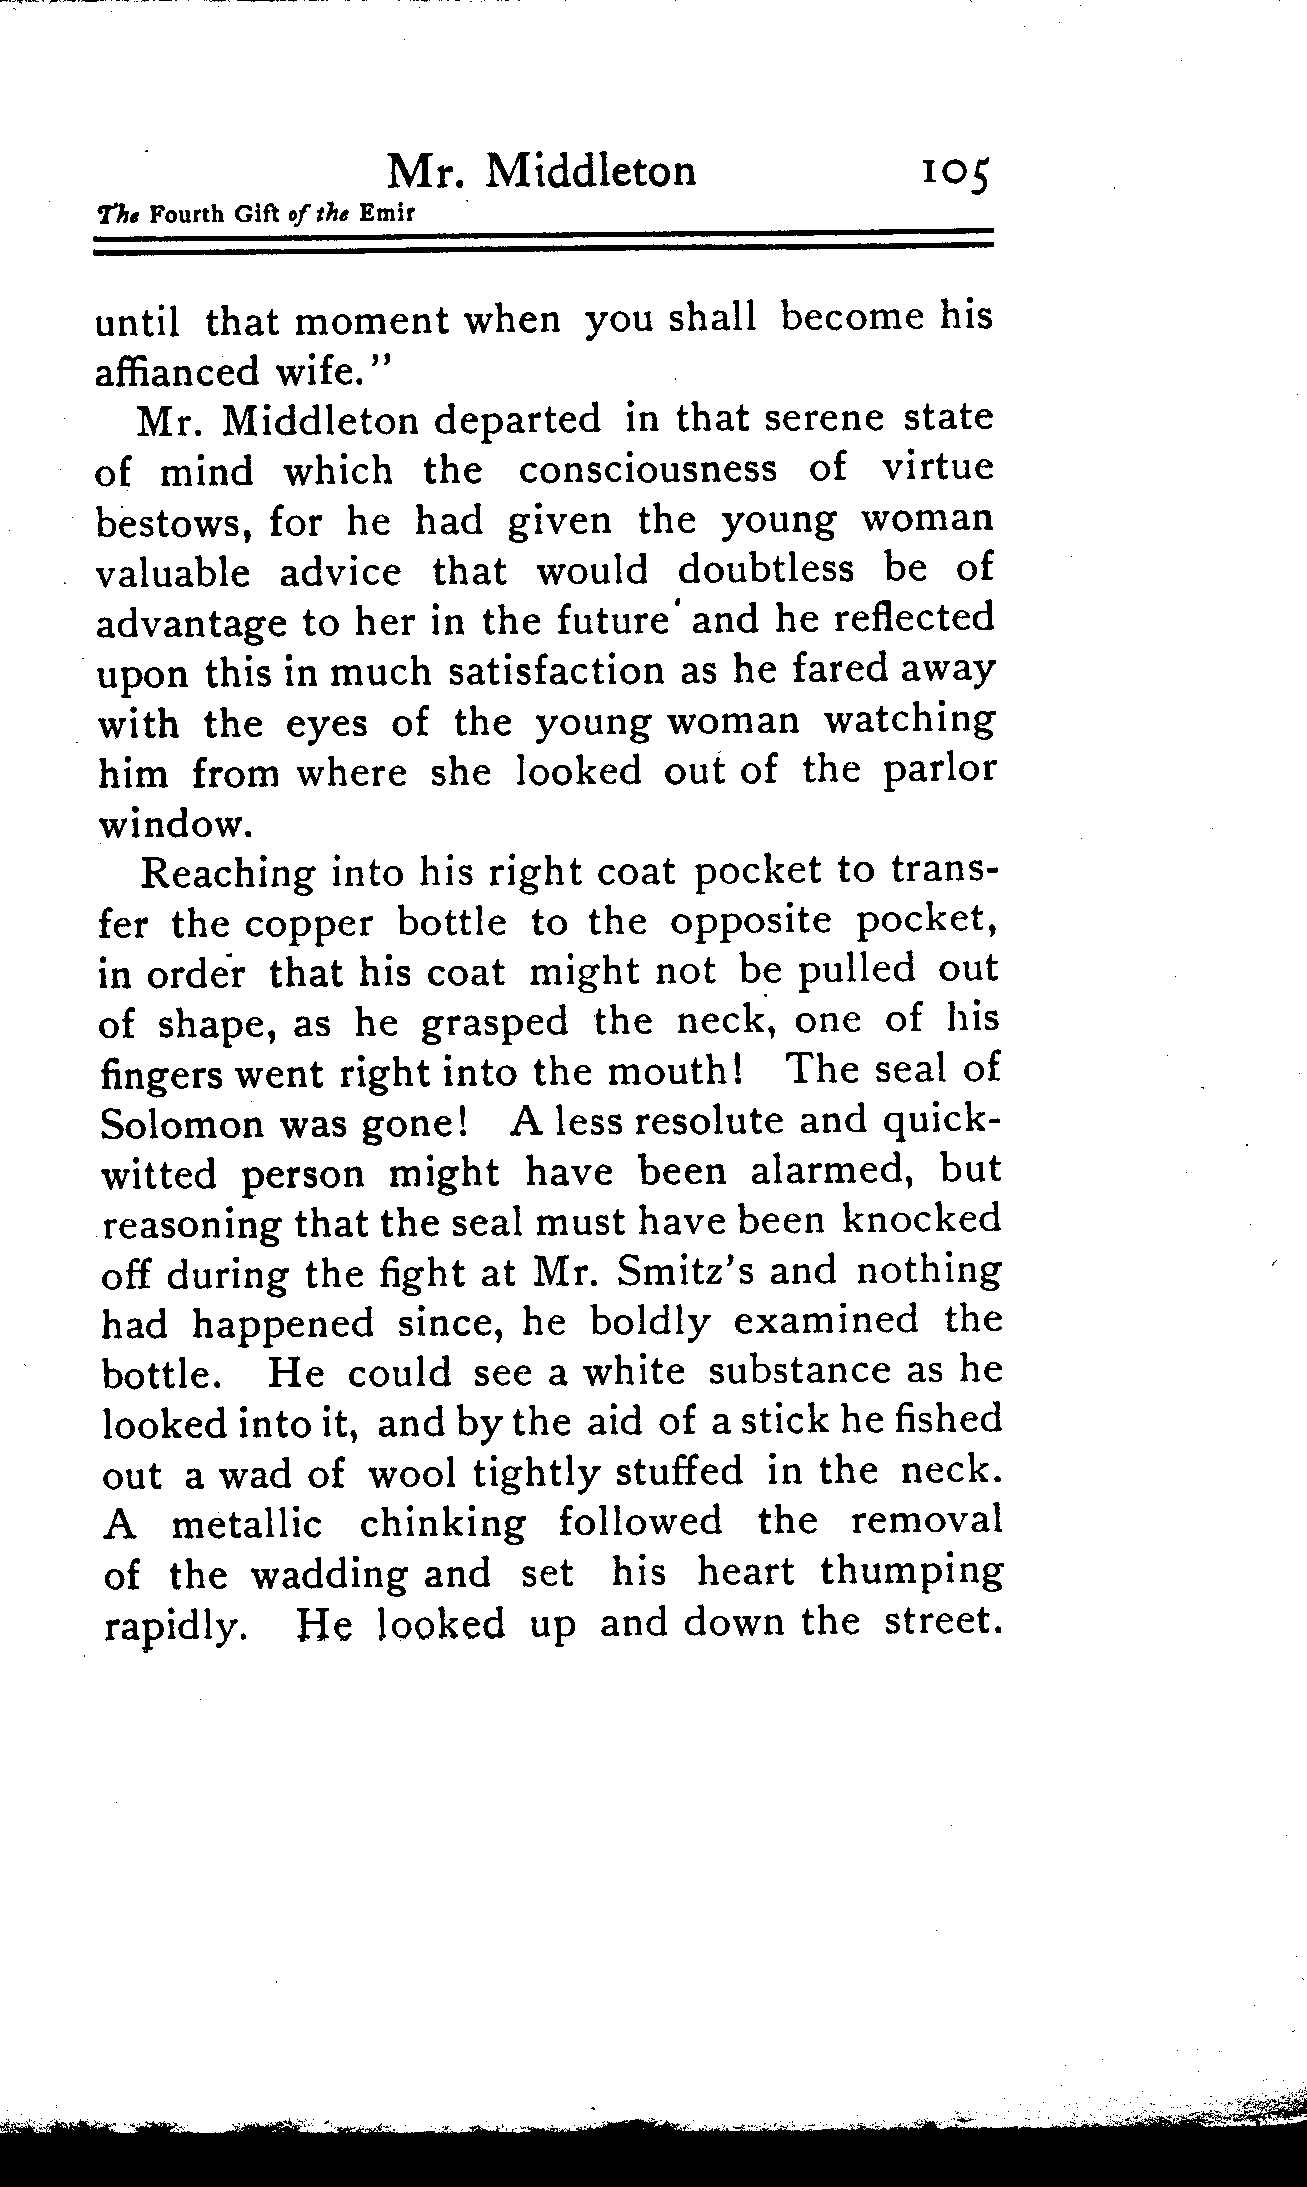 Mr. Middleton 105
The Fourth Gift of the Emir
until that moment when you shall become his
affianced wife."
Mr. Middleton departed in that serene state
of mind which the consciousness of virtue
bestows, for he had given the young woman
valuable advice that would doubtless be of
advantage to her in the future and he reflected
upon this in much satisfaction as he fared away
with the eyes of the young woman watching
him from where she looked out of the parlor
window.
Reaching into his right coat pocket to trans-
fer the copper bottle to the opposite pocket,
in order that his coat might not be pulled out
of shape, as he grasped the neck, one of his
fingers went right into the mouth! The seal of
Solomon was gone! A less resolute and quick-
witted person might have been alarmed, but
reasoning that the seal must have been knocked
off during the fight at Mr. Smitz's and nothing
had happened since, he boldly examined the
bottle. He could see a white substance as he
looked into it, and by the aid of a stick he fished
out a wad of wool tightly stuffed in the neck.
A metallic chinking followed the removal
of the wadding and set his heart thumping
rapidly. He looked up and down the street.